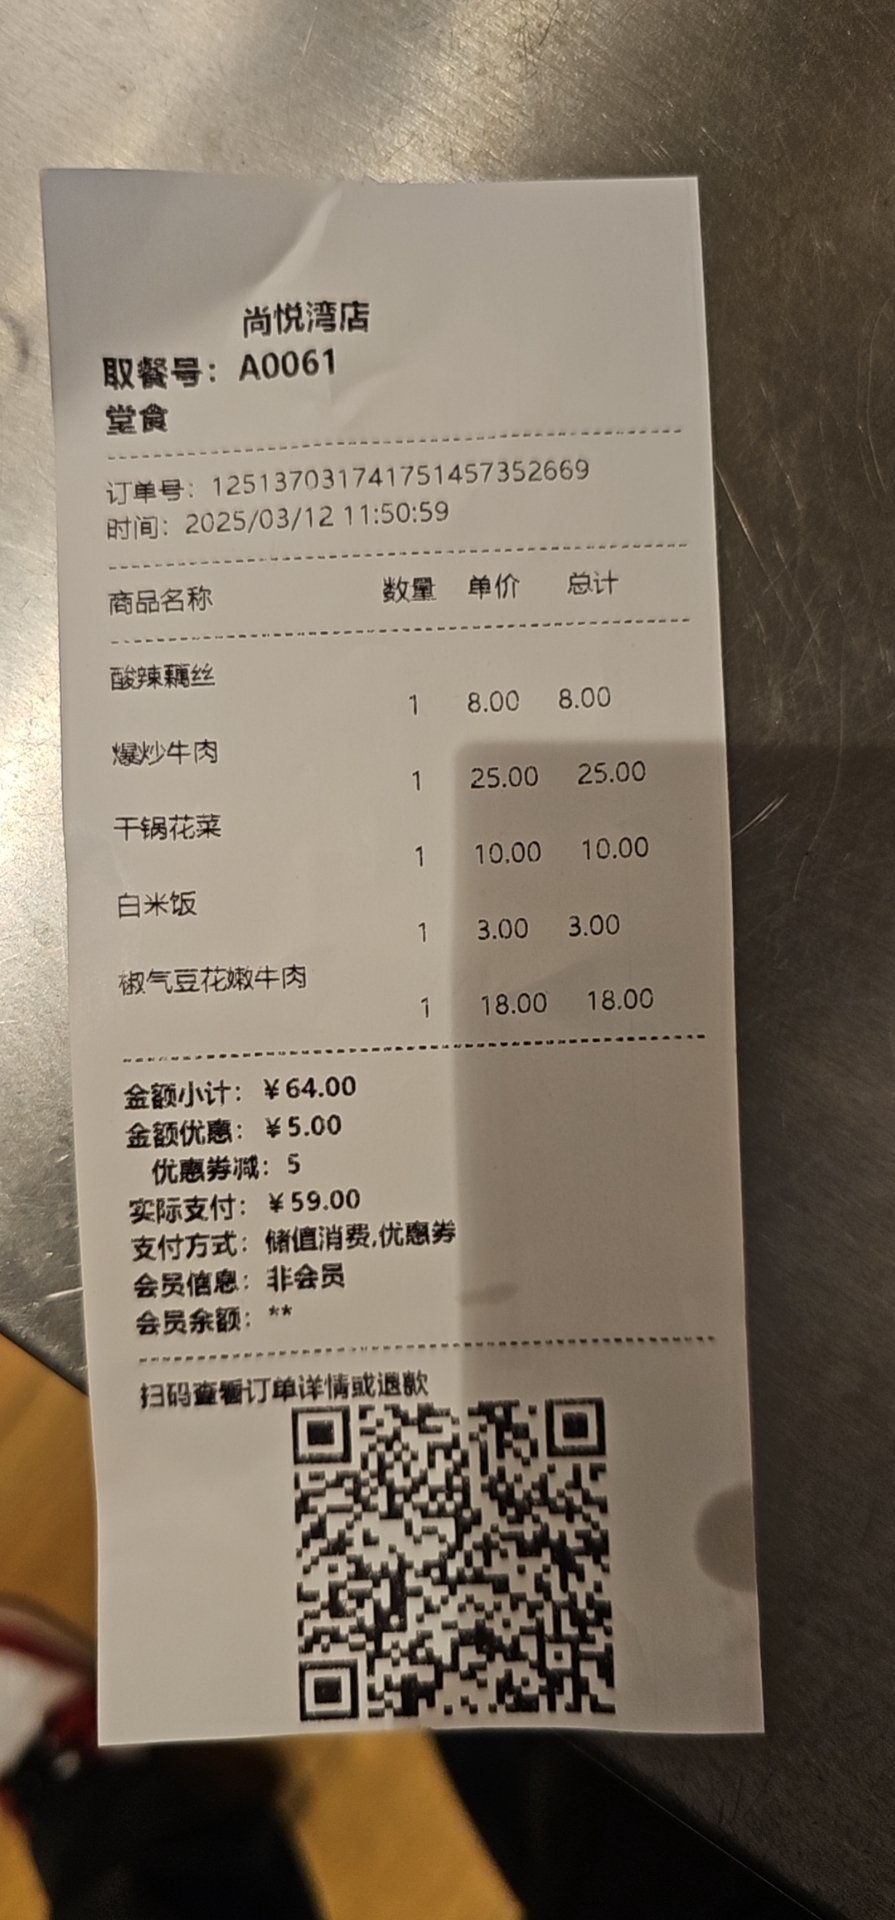 尚悦湾店
取餐号：A0061
堂食
订单号：1251370317417514573526​69
时间：2025/03/12 11:50:59
商品名称 数量 单价 总计
酸辣藕丝
1 8.00 8.00
爆炒牛肉
1 25.00 25.00
干锅花菜
1 10.00 10.00
白米饭
1 3.00 3.00
椒气豆花嫩牛肉
1 18.00 18.00
金额小计：￥64.00
金额优惠：￥5.00
优惠券减：5
实际支付：￥59.00
支付方式：储值消费,优惠券
会员信息：非会员
会员余额：**
扫码查看订单详情或退款